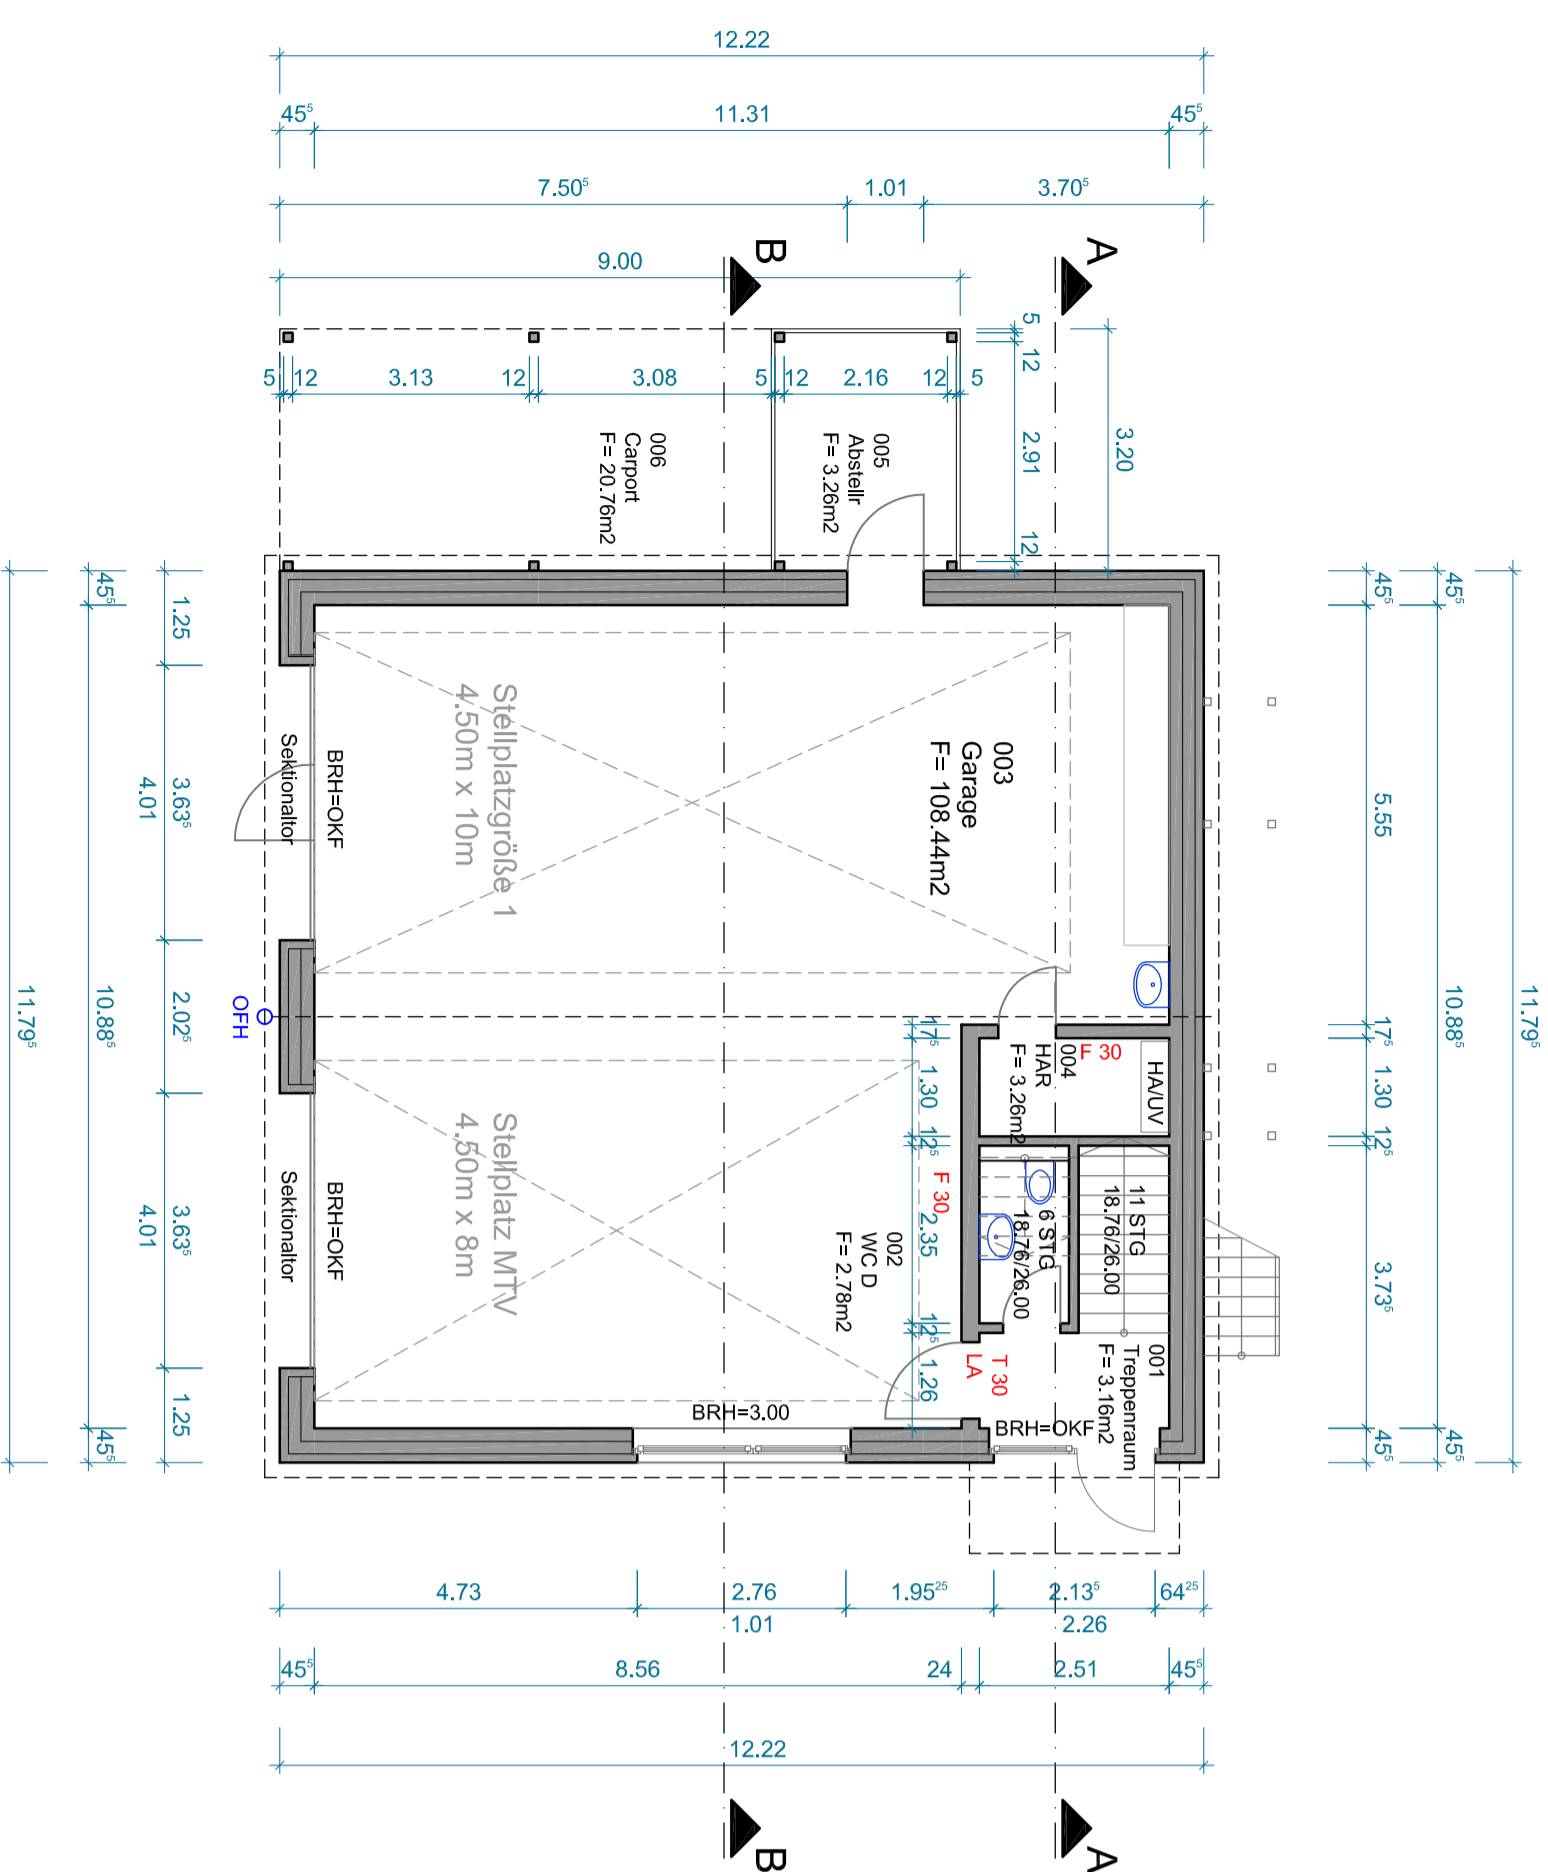 12.22
45⁵
11.31
45⁵
7.50⁵
1.01
3.70⁵
B
A
9.00
5
12
2.91
12
3.20
5
12
3.13
12
3.08
5
12
2.16
12
5
006
Carport
F= 20.76m2
005
Abstellr
F= 3.26m2
45⁵
1.25
3.63⁵
4.01
2.02⁵
3.63⁵
4.01
1.25
45⁵
10.88⁵
45⁵
11.79⁵
45⁵
5.55
17⁵
1.30
12⁵
3.73⁵
45⁵
45⁵
10.88⁵
45⁵
11.79⁵
003
Garage
F= 108.44m2
Stellplatzgröße 1
4.50m x 10m
BRH=OKF
Sektionaltor
OFH
Stellplatz MTV
4.50m x 8m
BRH=OKF
Sektionaltor
004
HAR
F= 3.26m2
F 30
HA/UV
17⁵
1.30
12⁵
2.35
12⁵
1.26
F 30
002
WC D
F= 2.78m2
11 STG
18.76/26.00
6 STG
18.76/26.00
001
Treppenraum
F= 3.16m2
T 30
LA
BRH=3.00
BRH=OKF
4.73
2.76
1.01
1.95²⁵
2.13⁵
2.26
64²⁵
45⁵
8.56
24
2.51
45⁵
12.22
B
A